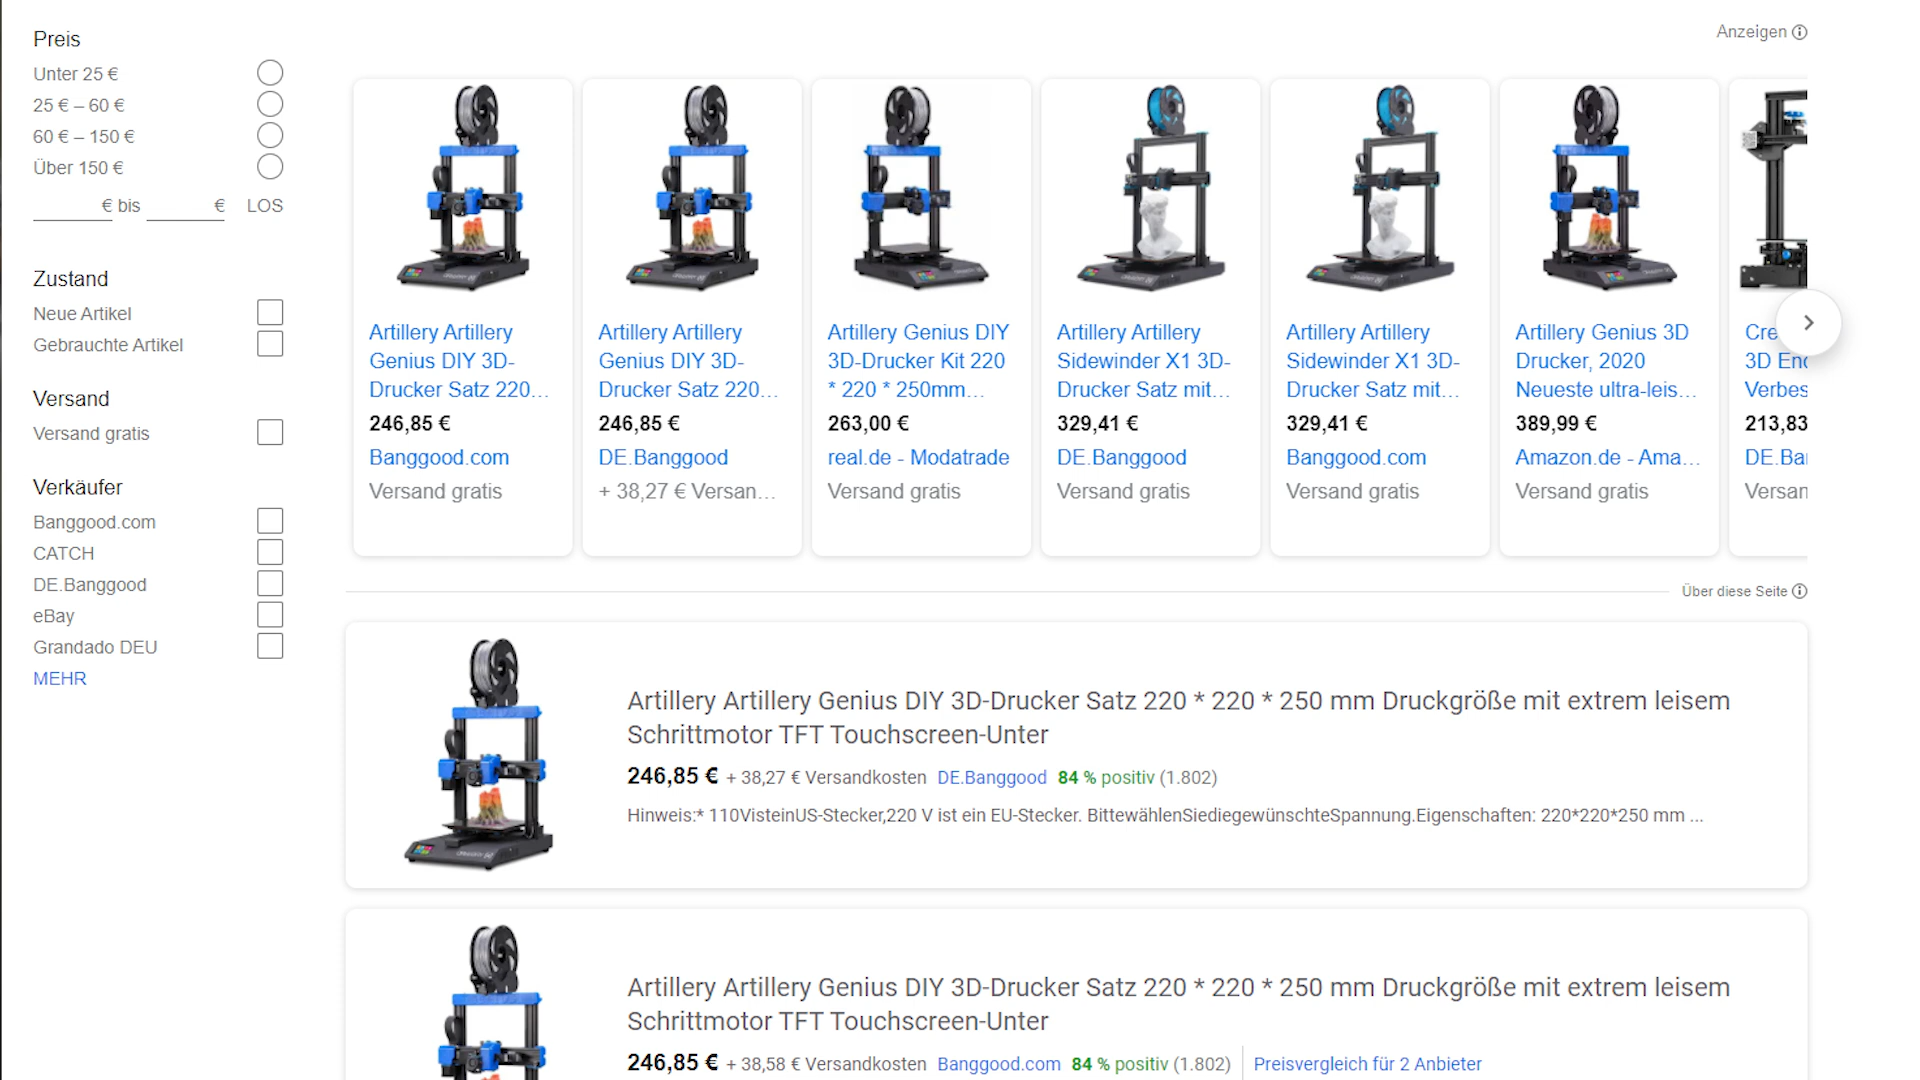 Preis
Unter 25 €
25 € – 60 €
60 € – 150 €
Über 150 €
€ bis € LOS
Zustand
Neue Artikel
Gebrauchte Artikel
Versand
Versand gratis
Verkäufer
Banggood.com
CATCH
DE.Banggood
eBay
Grandado DEU
MEHR
Anzeigen
Artillery Artillery
Genius DIY 3D-
Drucker Satz 220...
246,85 €
Banggood.com
Versand gratis
Artillery Artillery
Genius DIY 3D-
Drucker Satz 220...
246,85 €
DE.Banggood
+ 38,27 € Versan...
Artillery Genius DIY
3D-Drucker Kit 220
* 220 * 250mm...
263,00 €
real.de - Modatrade
Versand gratis
Artillery Artillery
Sidewinder X1 3D-
Drucker Satz mit...
329,41 €
DE.Banggood
Versand gratis
Artillery Artillery
Sidewinder X1 3D-
Drucker Satz mit...
329,41 €
Banggood.com
Versand gratis
Artillery Genius 3D
Drucker, 2020
Neueste ultra-leis...
389,99 €
Amazon.de - Ama...
Versand gratis
Cre
3D End
Verbes
213,83
DE.Ba
Versan
Über diese Seite
Artillery Artillery Genius DIY 3D-Drucker Satz 220 * 220 * 250 mm Druckgröße mit extrem leisem
Schrittmotor TFT Touchscreen-Unter
246,85 € + 38,27 € Versandkosten DE.Banggood 84 % positiv (1.802)
Hinweis:* 110VisteinUS-Stecker,220 V ist ein EU-Stecker. BittewählenSiediegewünschteSpannung.Eigenschaften: 220*220*250 mm ...
Artillery Artillery Genius DIY 3D-Drucker Satz 220 * 220 * 250 mm Druckgröße mit extrem leisem
Schrittmotor TFT Touchscreen-Unter
246,85 € + 38,58 € Versandkosten Banggood.com 84 % positiv (1.802) Preisvergleich für 2 Anbieter